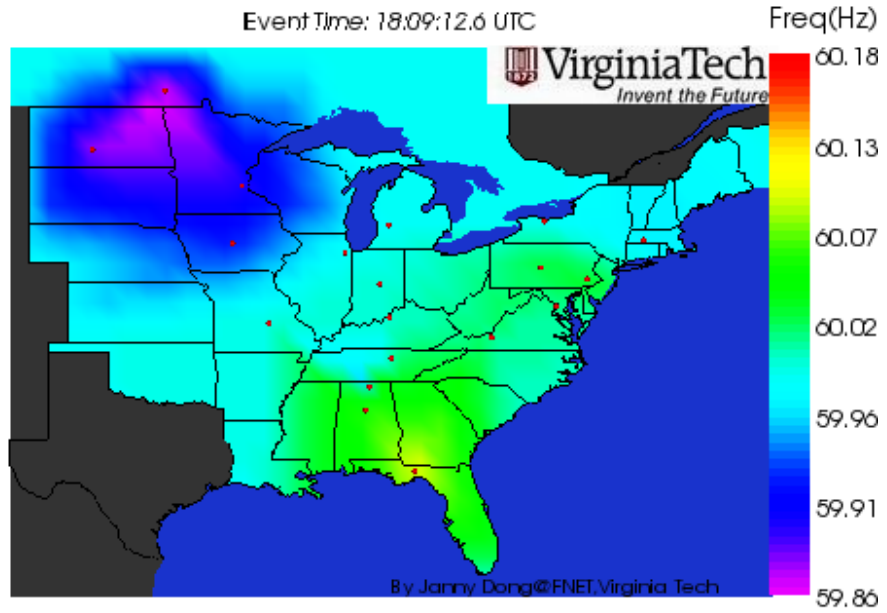 Event Time: 18:09:12.6 UTC
Freq(Hz)
VirginiaTech
1872
Invent the Future
60.18
60.13
60.07
60.02
59.96
59.91
59.86
By Janny Dong@FNET,Virginia Tech